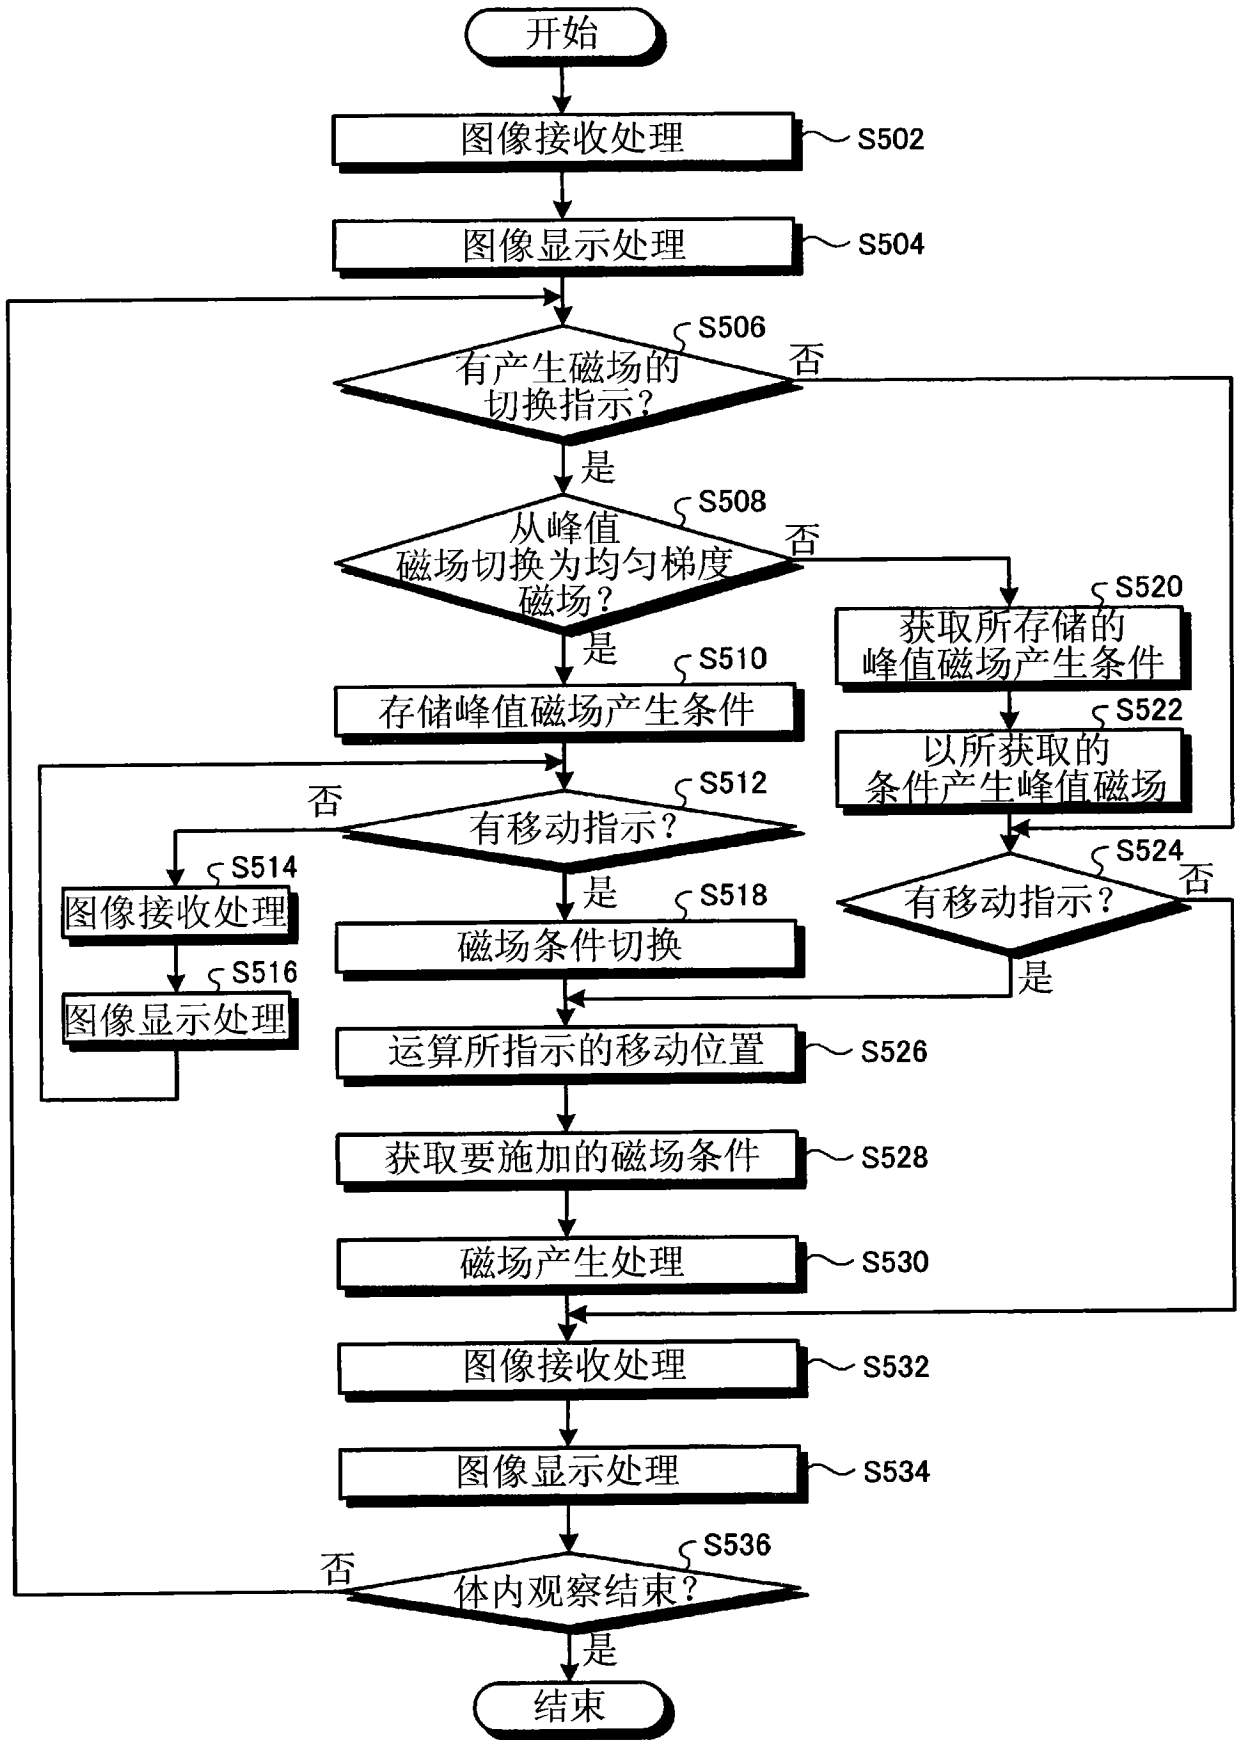 开始
图像接收处理
S502
图像显示处理
S504
S506
有产生磁场的
切换指示？
否
是
S508
从峰值
磁场切换为均匀梯度
磁场？
否
是
S520
获取所存储的
峰值磁场产生条件
S510
存储峰值磁场产生条件
S522
以所获取的
条件产生峰值磁场
S512
有移动指示？
否
是
S524
有移动指示？
否
是
S514
图像接收处理
S518
磁场条件切换
S516
图像显示处理
运算所指示的移动位置
S526
获取要施加的磁场条件
S528
磁场产生处理
S530
图像接收处理
S532
图像显示处理
S534
S536
体内观察结束？
否
是
结束